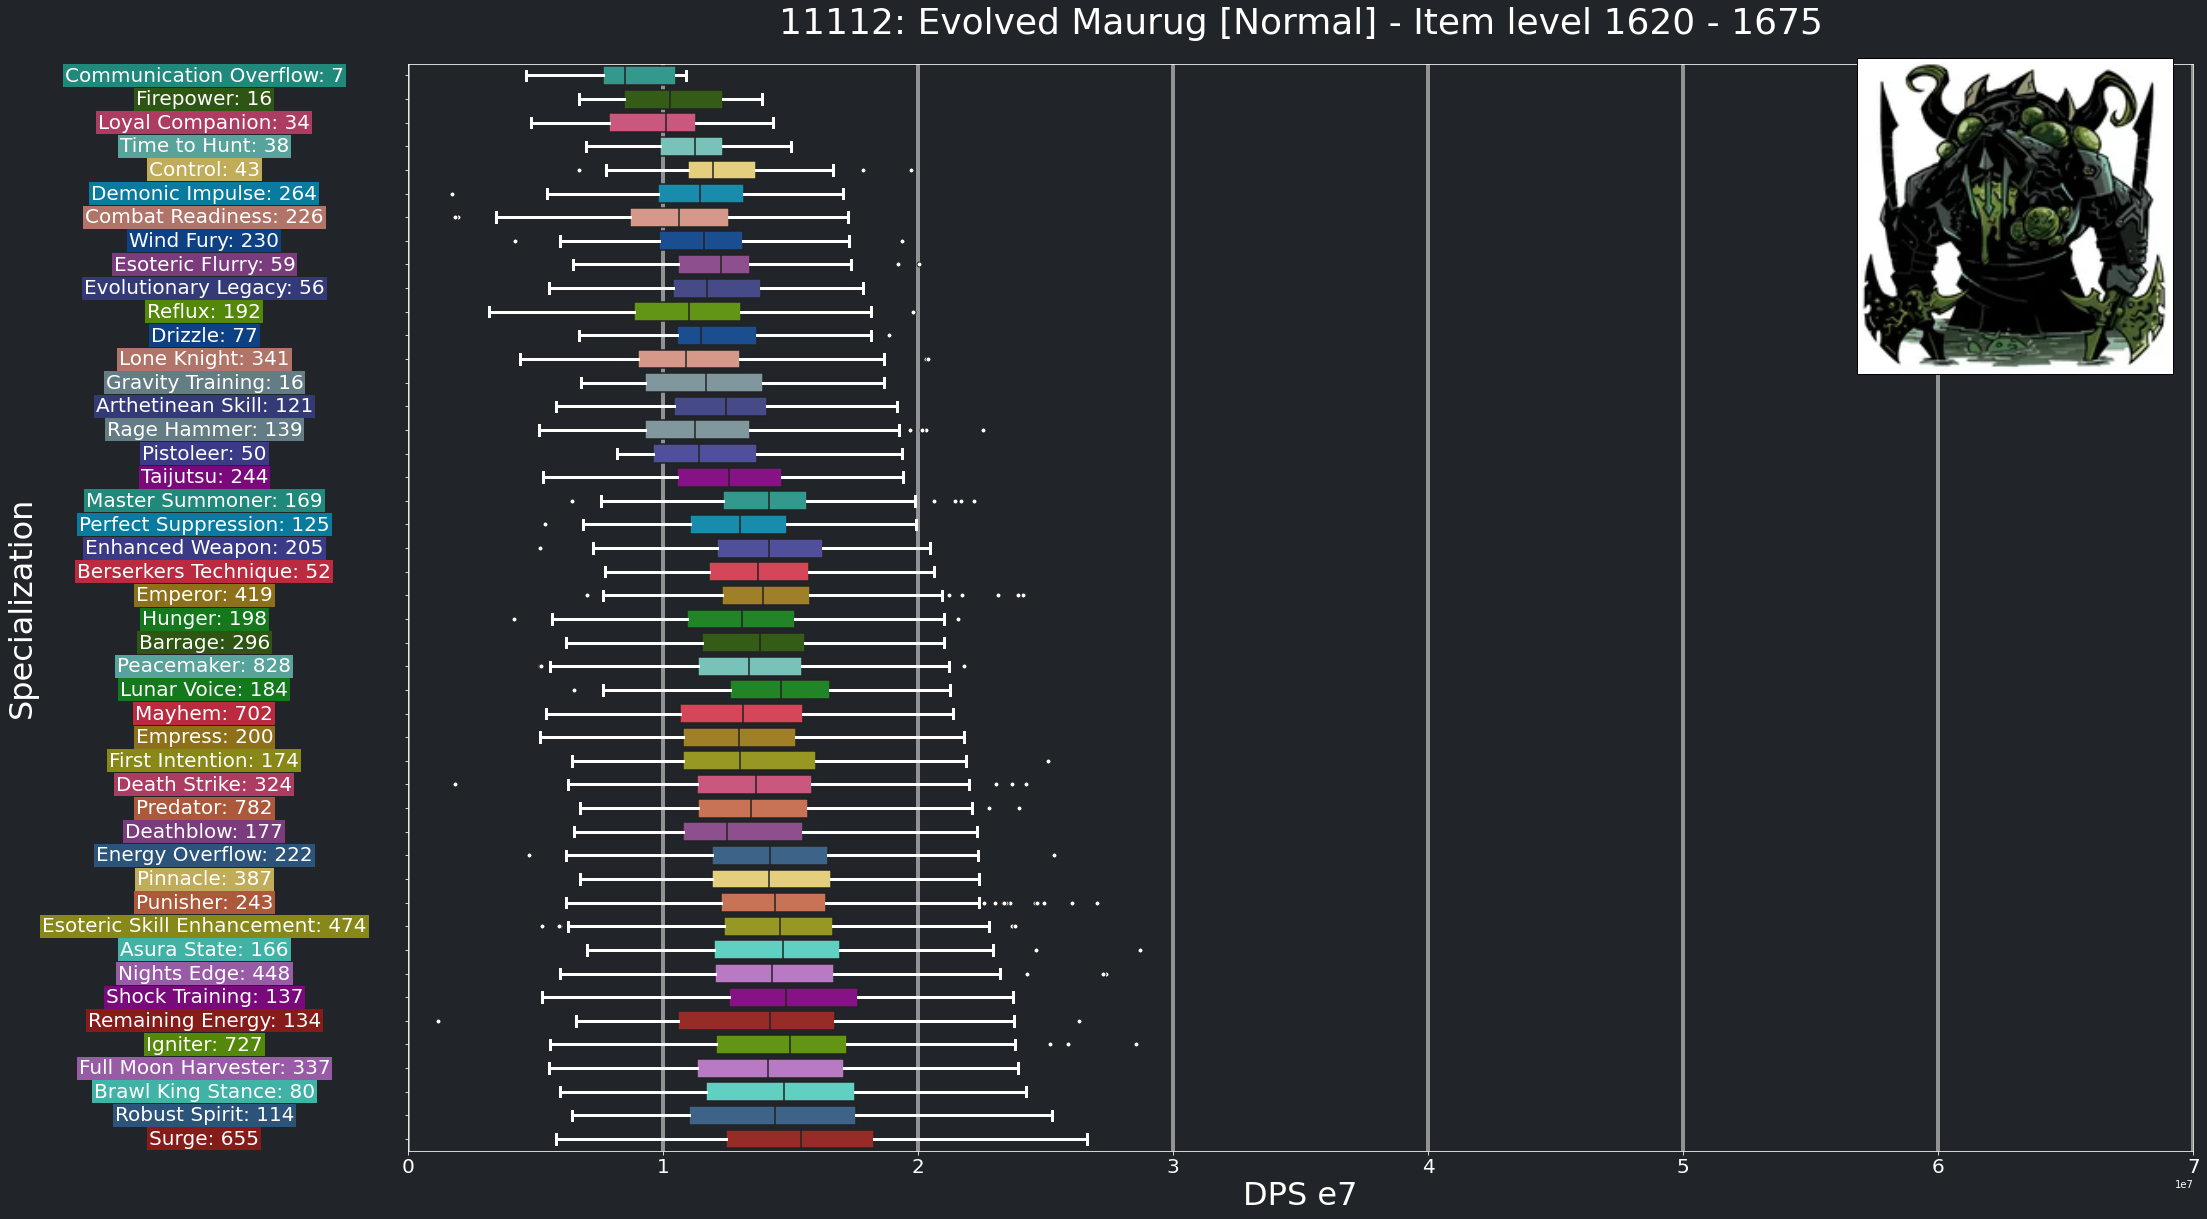 11112: Evolved Maurug [Normal] - Item level 1620 - 1675
Specialization
Communication Overflow: 7
Firepower: 16
Loyal Companion: 34
Time to Hunt: 38
Control: 43
Demonic Impulse: 264
Combat Readiness: 226
Wind Fury: 230
Esoteric Flurry: 59
Evolutionary Legacy: 56
Reflux: 192
Drizzle: 77
Lone Knight: 341
Gravity Training: 16
Arthetinean Skill: 121
Rage Hammer: 139
Pistoleer: 50
Taijutsu: 244
Master Summoner: 169
Perfect Suppression: 125
Enhanced Weapon: 205
Berserkers Technique: 52
Emperor: 419
Hunger: 198
Barrage: 296
Peacemaker: 828
Lunar Voice: 184
Mayhem: 702
Empress: 200
First Intention: 174
Death Strike: 324
Predator: 782
Deathblow: 177
Energy Overflow: 222
Pinnacle: 387
Punisher: 243
Esoteric Skill Enhancement: 474
Asura State: 166
Nights Edge: 448
Shock Training: 137
Remaining Energy: 134
Igniter: 727
Full Moon Harvester: 337
Brawl King Stance: 80
Robust Spirit: 114
Surge: 655
0 1 2 3 4 5 6 7
1e7
DPS e7